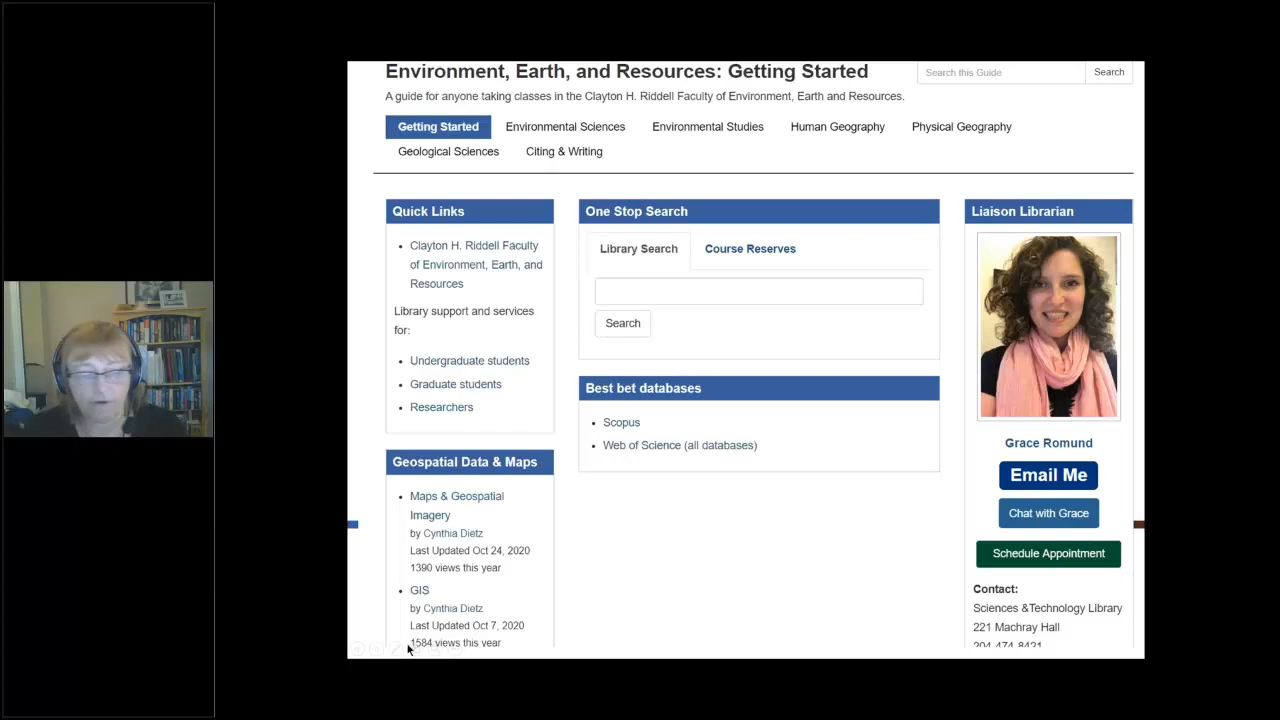 Environment, Earth, and Resources: Getting Started
Search this Guide
Search
A guide for anyone taking classes in the Clayton H. Riddell Faculty of Environment, Earth and Resources.
Getting Started
Environmental Sciences
Environmental Studies
Human Geography
Physical Geography
Geological Sciences
Citing & Writing
Quick Links
Clayton H. Riddell Faculty
of Environment, Earth, and
Resources
Library support and services
for:
Undergraduate students
Graduate students
Researchers
Geospatial Data & Maps
Maps & Geospatial
Imagery
by Cynthia Dietz
Last Updated Oct 24, 2020
1390 views this year
GIS
by Cynthia Dietz
Last Updated Oct 7, 2020
1584 views this year
One Stop Search
Library Search
Course Reserves
Search
Best bet databases
Scopus
Web of Science (all databases)
Liaison Librarian
Grace Romund
Email Me
Chat with Grace
Schedule Appointment
Contact:
Sciences &Technology Library
221 Machray Hall
204-474-8421